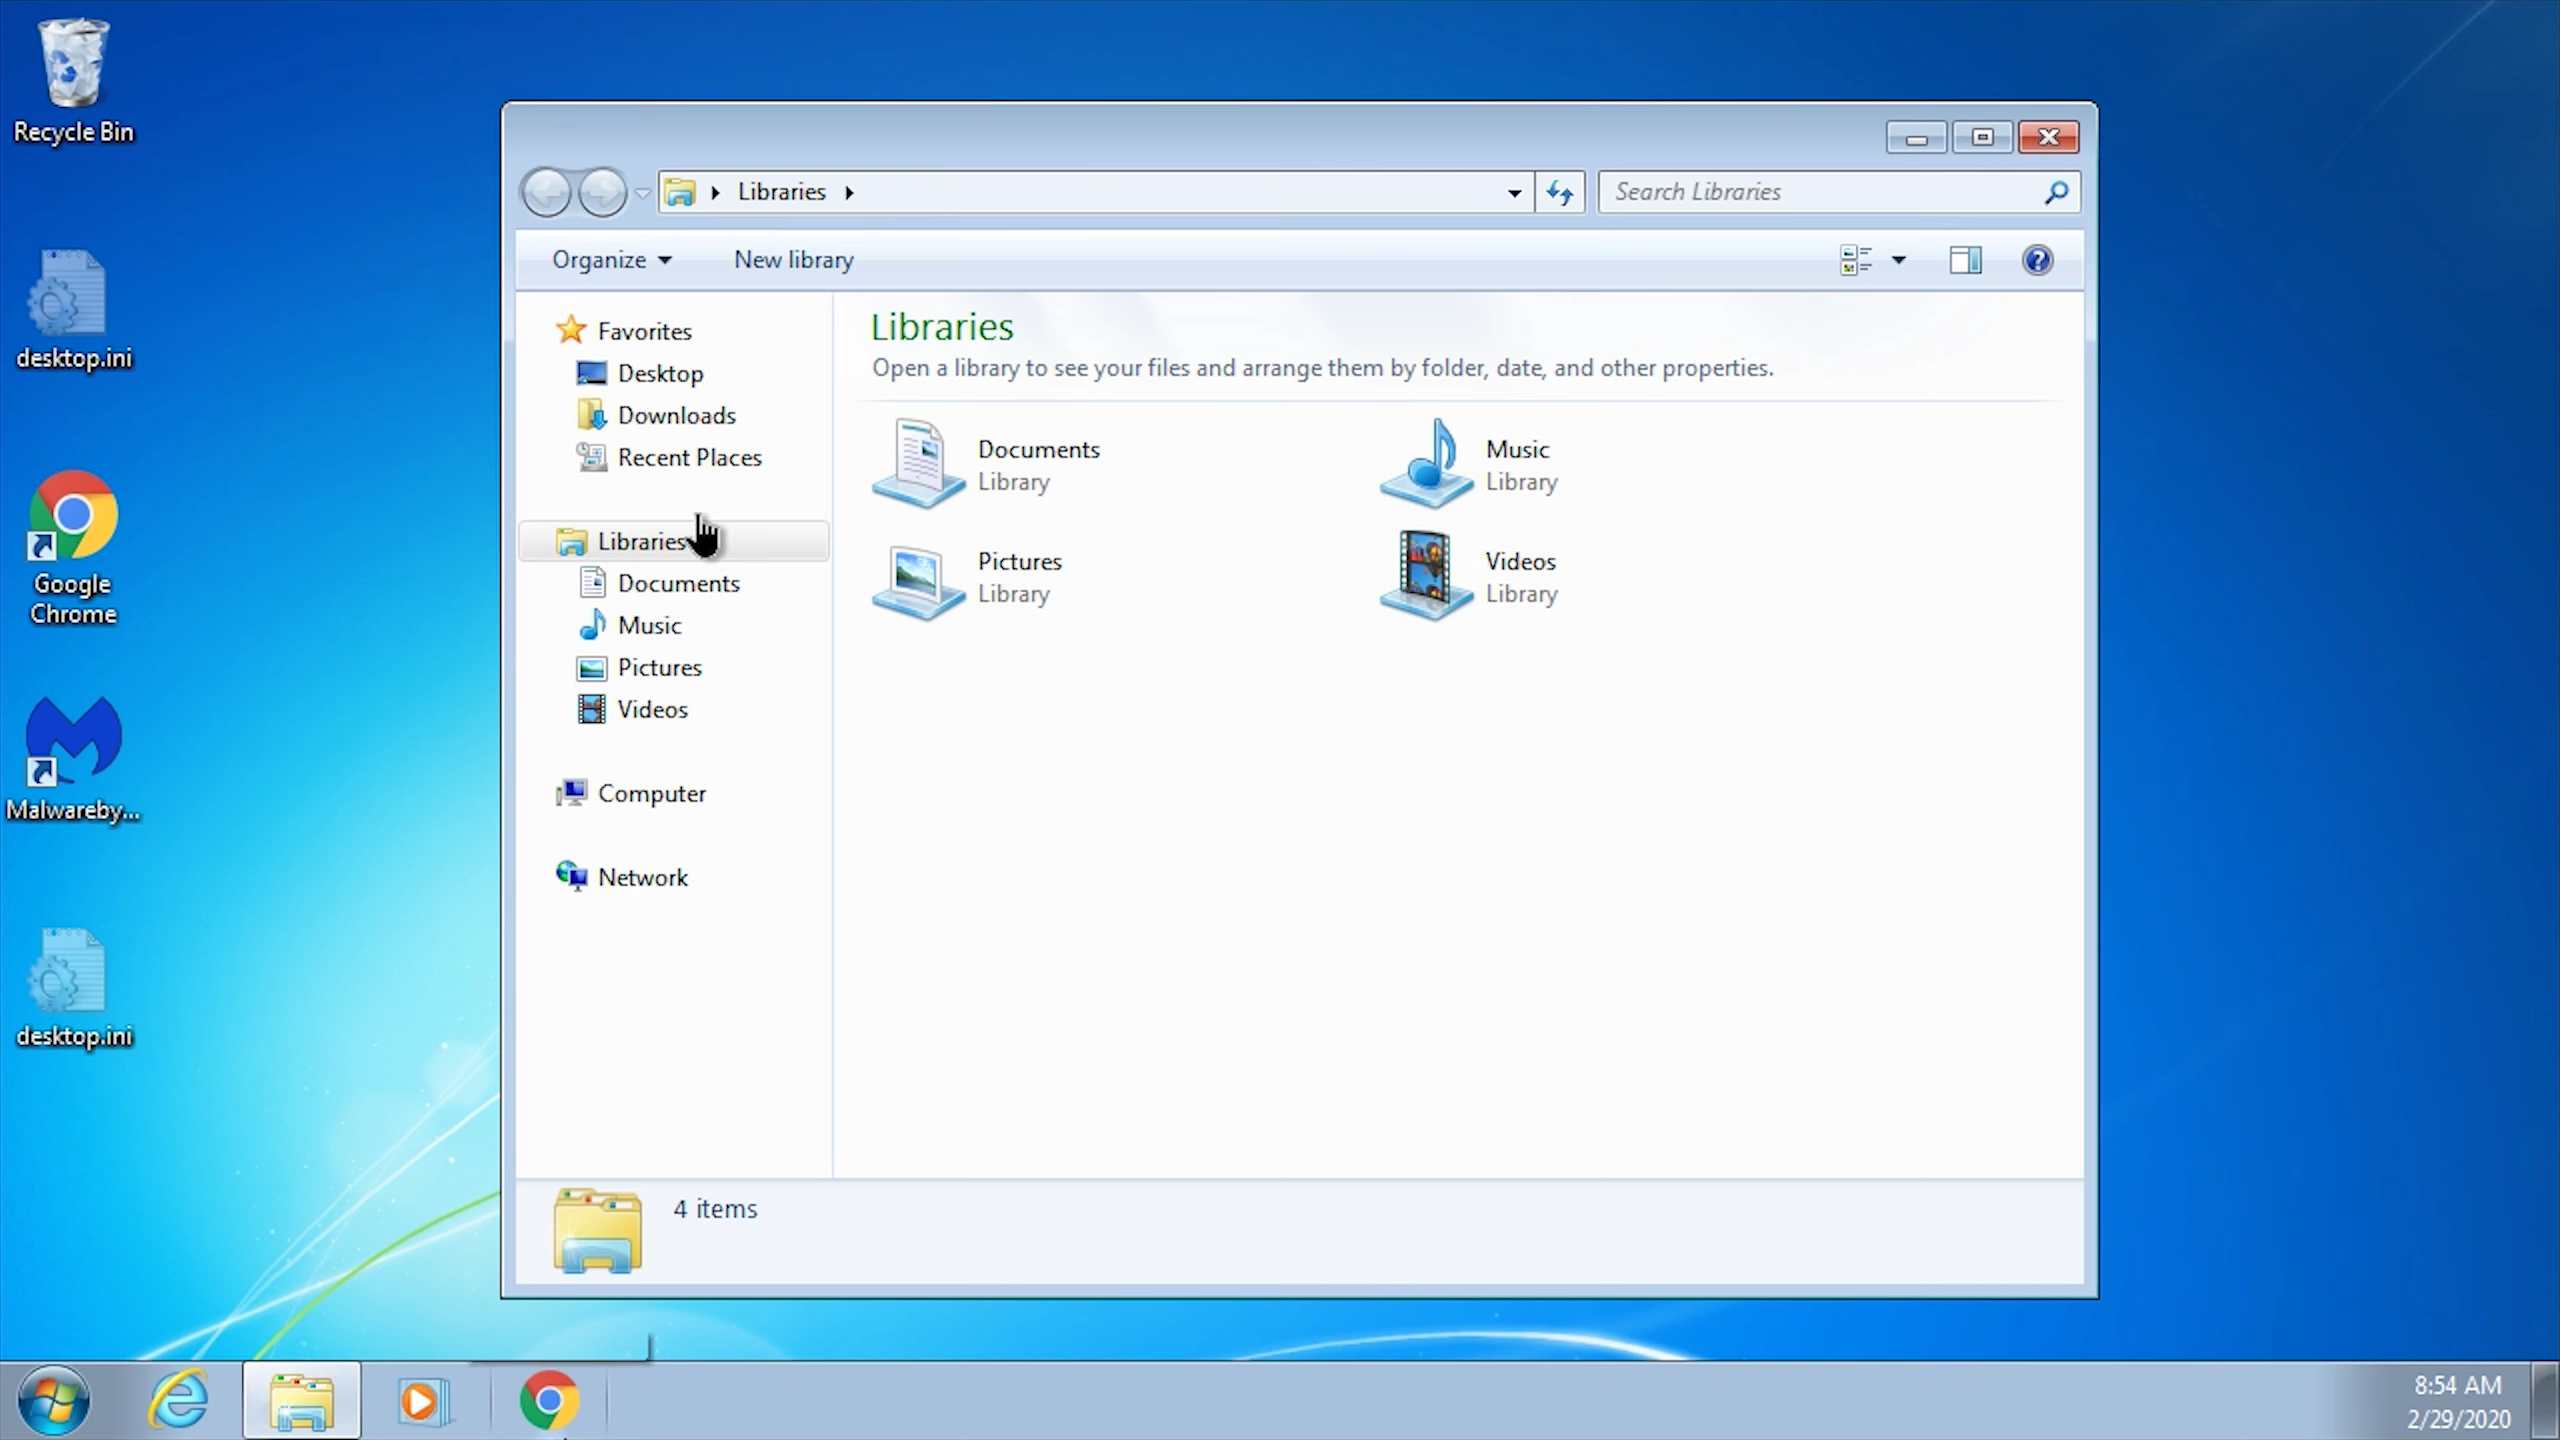 Recycle Bin
desktop.ini
Google
Chrome
Malwareby...
desktop.ini
Libraries
Search Libraries
Organize
New library
Favorites
Desktop
Downloads
Recent Places
Libraries
Documents
Music
Pictures
Videos
Computer
Network
Libraries
Open a library to see your files and arrange them by folder, date, and other properties.
Documents
Library
Music
Library
Pictures
Library
Videos
Library
4 items
8:54 AM
2/29/2020